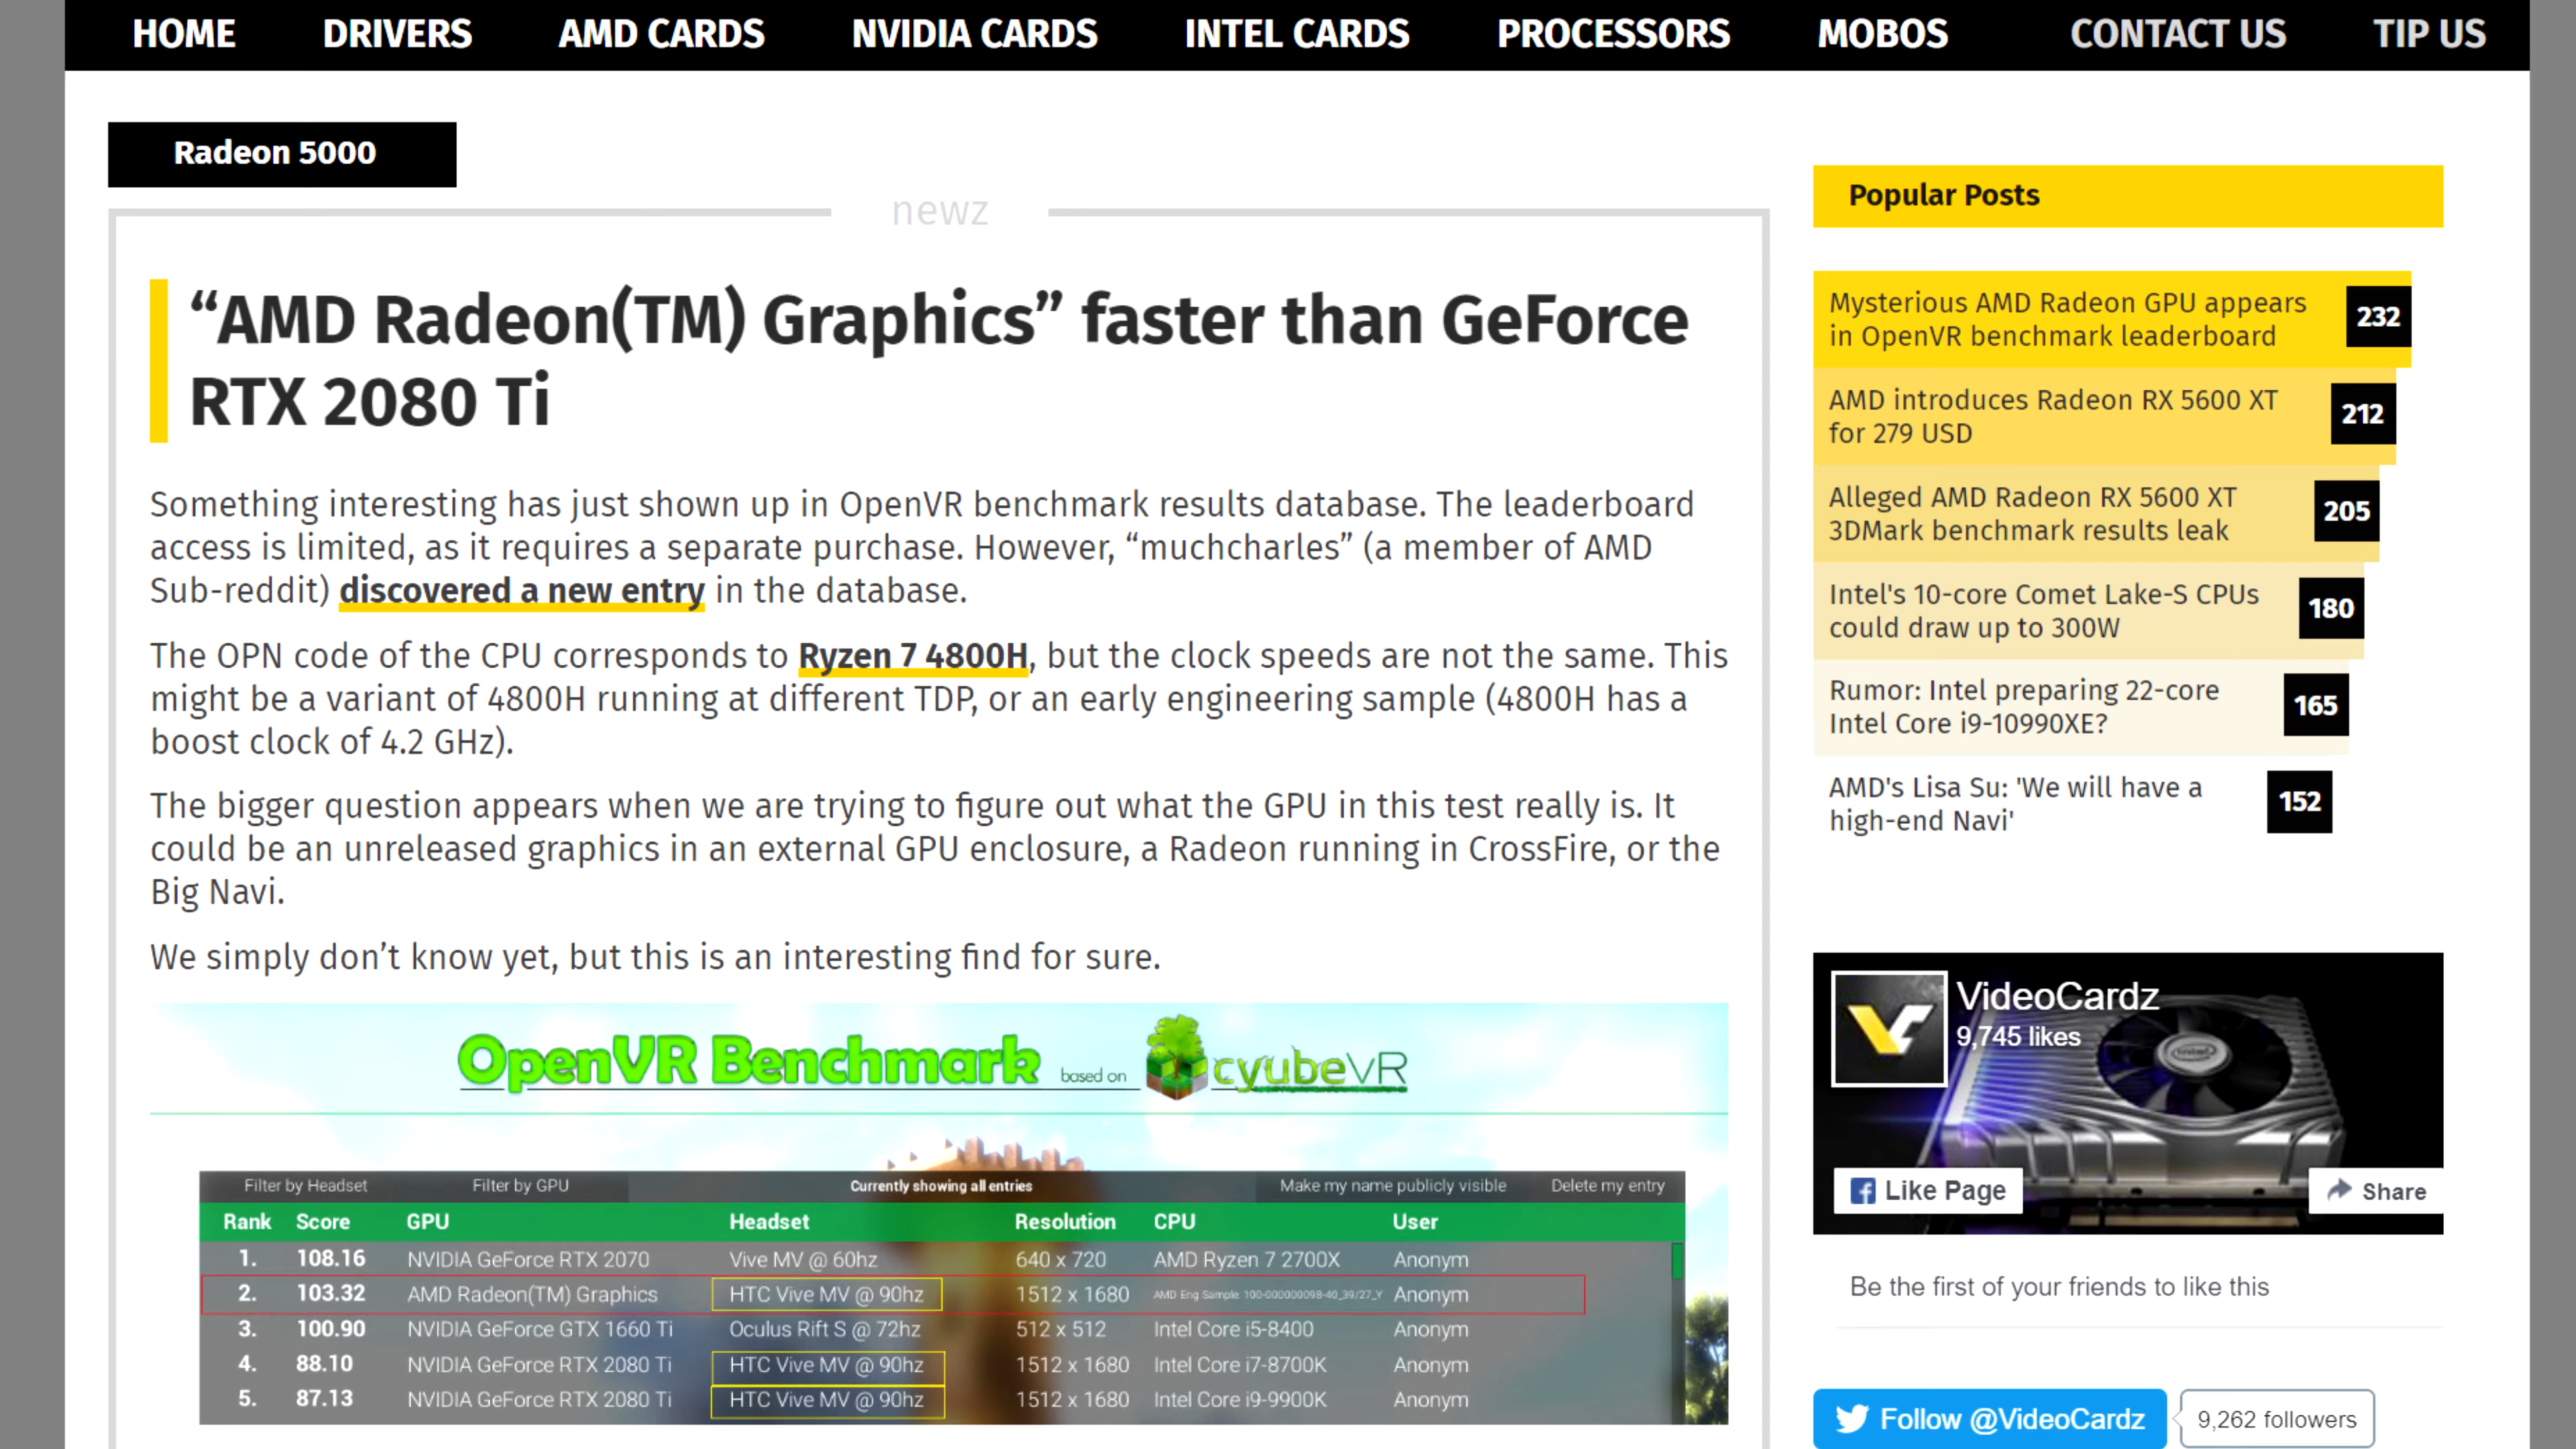 HOME DRIVERS AMD CARDS NVIDIA CARDS INTEL CARDS PROCESSORS MOBOS CONTACT US TIP US
Radeon 5000
newz
“AMD Radeon(TM) Graphics” faster than GeForce
RTX 2080 Ti
Something interesting has just shown up in OpenVR benchmark results database. The leaderboard
access is limited, as it requires a separate purchase. However, “muchcharles” (a member of AMD
Sub-reddit) discovered a new entry in the database.
The OPN code of the CPU corresponds to Ryzen 7 4800H, but the clock speeds are not the same. This
might be a variant of 4800H running at different TDP, or an early engineering sample (4800H has a
boost clock of 4.2 GHz).
The bigger question appears when we are trying to figure out what the GPU in this test really is. It
could be an unreleased graphics in an external GPU enclosure, a Radeon running in CrossFire, or the
Big Navi.
We simply don’t know yet, but this is an interesting find for sure.
OpenVR Benchmark based on cyubeVR
Filter by Headset Filter by GPU Currently showing all entries Make my name publicly visible Delete my entry
Rank Score GPU Headset Resolution CPU User
1. 108.16 NVIDIA GeForce RTX 2070 Vive MV @ 60hz 640 x 720 AMD Ryzen 7 2700X Anonym
2. 103.32 AMD Radeon(TM) Graphics HTC Vive MV @ 90hz 1512 x 1680 AMD Eng Sample: 100-000000098-40_39/27_Y Anonym
3. 100.90 NVIDIA GeForce GTX 1660 Ti Oculus Rift S @ 72hz 512 x 512 Intel Core i5-8400 Anonym
4. 88.10 NVIDIA GeForce RTX 2080 Ti HTC Vive MV @ 90hz 1512 x 1680 Intel Core i7-8700K Anonym
5. 87.13 NVIDIA GeForce RTX 2080 Ti HTC Vive MV @ 90hz 1512 x 1680 Intel Core i9-9900K Anonym
Popular Posts
Mysterious AMD Radeon GPU appears
in OpenVR benchmark leaderboard
232
AMD introduces Radeon RX 5600 XT
for 279 USD
212
Alleged AMD Radeon RX 5600 XT
3DMark benchmark results leak
205
Intel's 10-core Comet Lake-S CPUs
could draw up to 300W
180
Rumor: Intel preparing 22-core
Intel Core i9-10990XE?
165
AMD's Lisa Su: 'We will have a
high-end Navi'
152
VideoCardz
9,745 likes
intel
Like Page Share
Be the first of your friends to like this
Follow @VideoCardz 9,262 followers